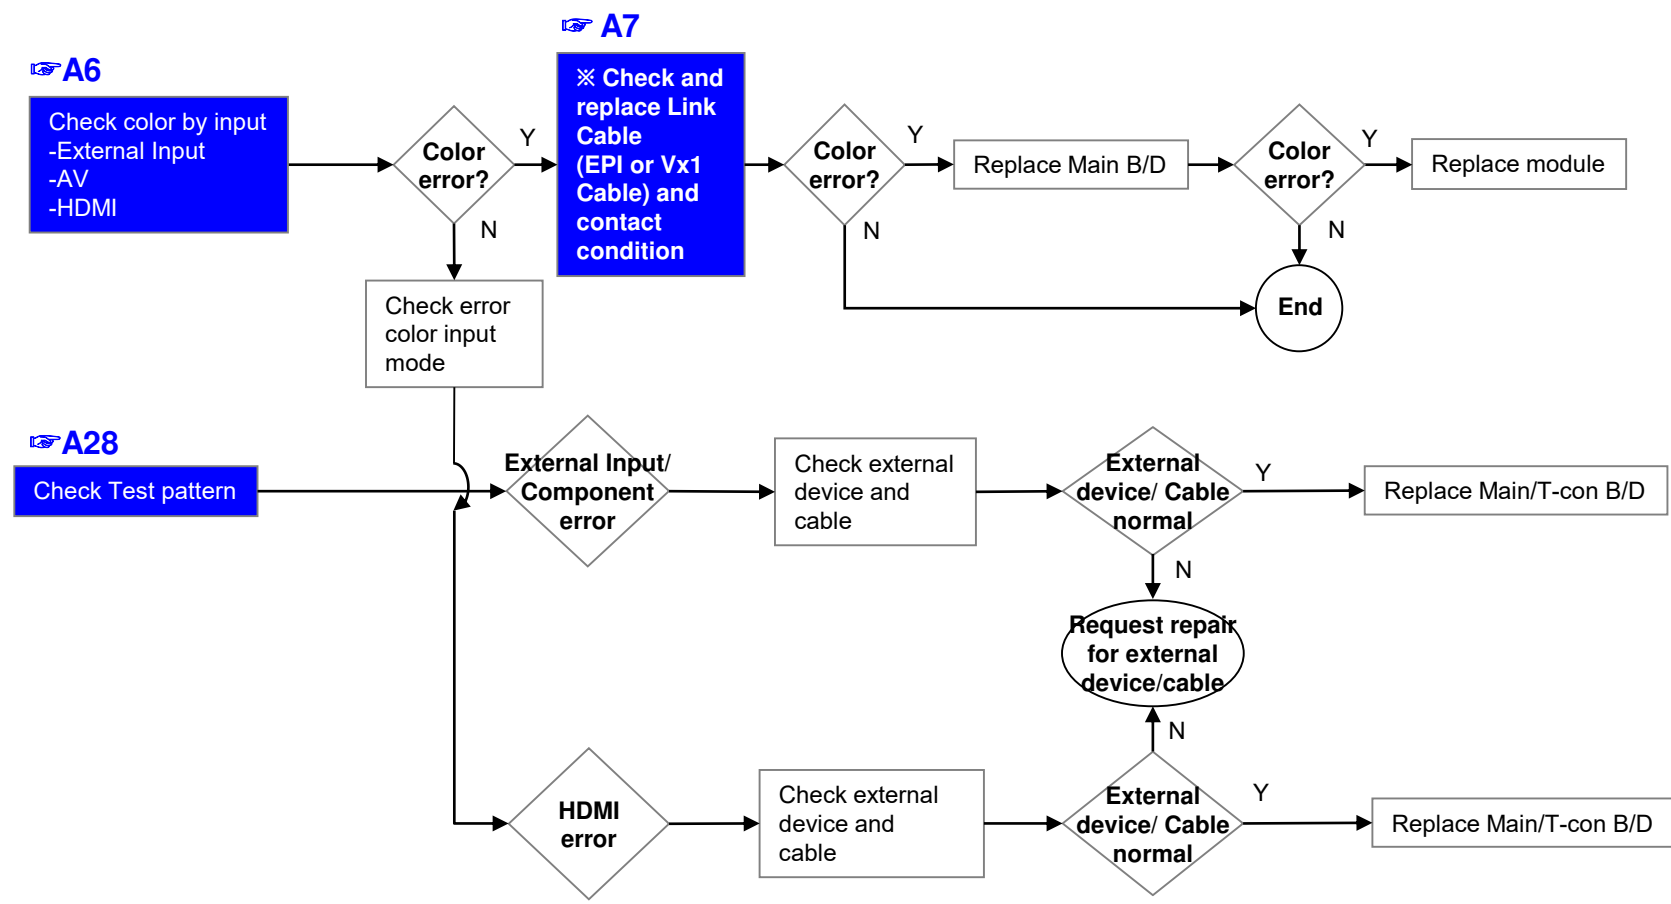 ☞ A7
☞A6
Check color by input
-External Input
-AV
-HDMI
Color
error?
Y
N
※ Check and
replace Link
Cable
(EPI or Vx1
Cable) and
contact
condition
Color
error?
Y
N
Replace Main B/D
Color
error?
Y
N
Replace module
End
Check error
color input
mode
☞A28
Check Test pattern
External Input/
Component
error
Check external
device and
cable
External
device/ Cable
normal
Y
N
Replace Main/T-con B/D
Request repair
for external
device/cable
HDMI
error
Check external
device and
cable
N
External
device/ Cable
normal
Y
Replace Main/T-con B/D